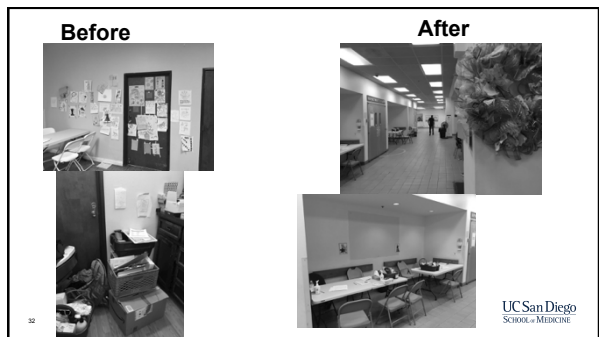 Before
After
32
UC San Diego
SCHOOL OF MEDICINE